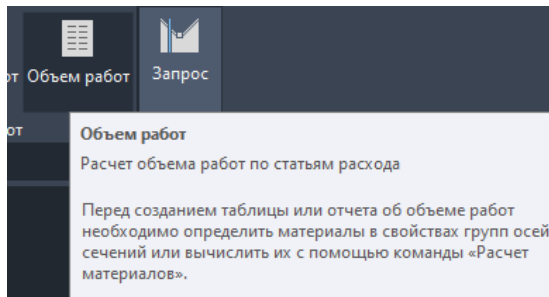 от Объем работ Запрос
от
Объем работ
Расчет объема работ по статьям расхода
Перед созданием таблицы или отчета об объеме работ
необходимо определить материалы в свойствах групп осей
сечений или вычислить их с помощью команды «Расчет
материалов».